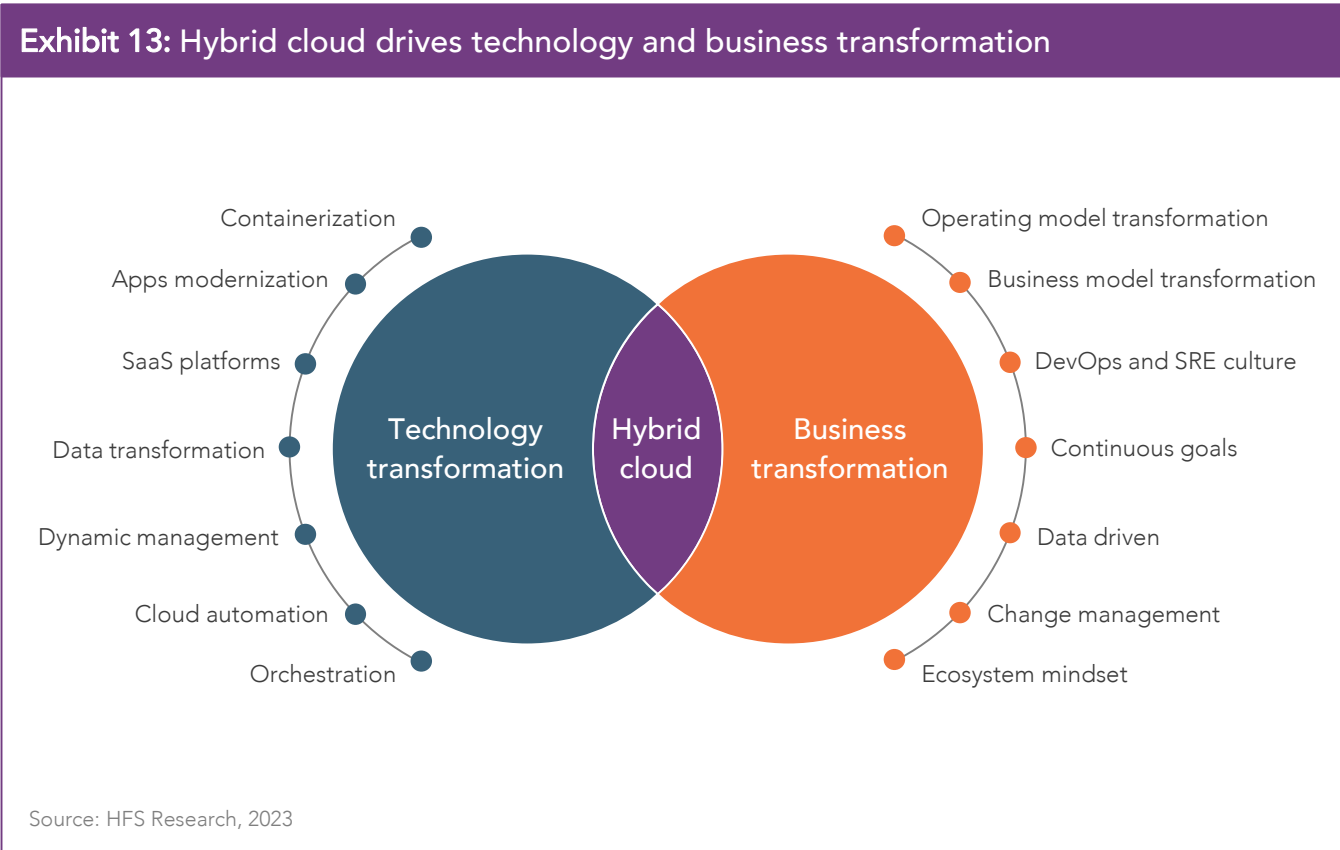 Exhibit 13: Hybrid cloud drives technology and business transformation
Containerization
Apps modernization
SaaS platforms
Data transformation
Dynamic management
Cloud automation
Orchestration
Technology
transformation
Hybrid
cloud
Business
transformation
Operating model transformation
Business model transformation
DevOps and SRE culture
Continuous goals
Data driven
Change management
Ecosystem mindset
Source: HFS Research, 2023